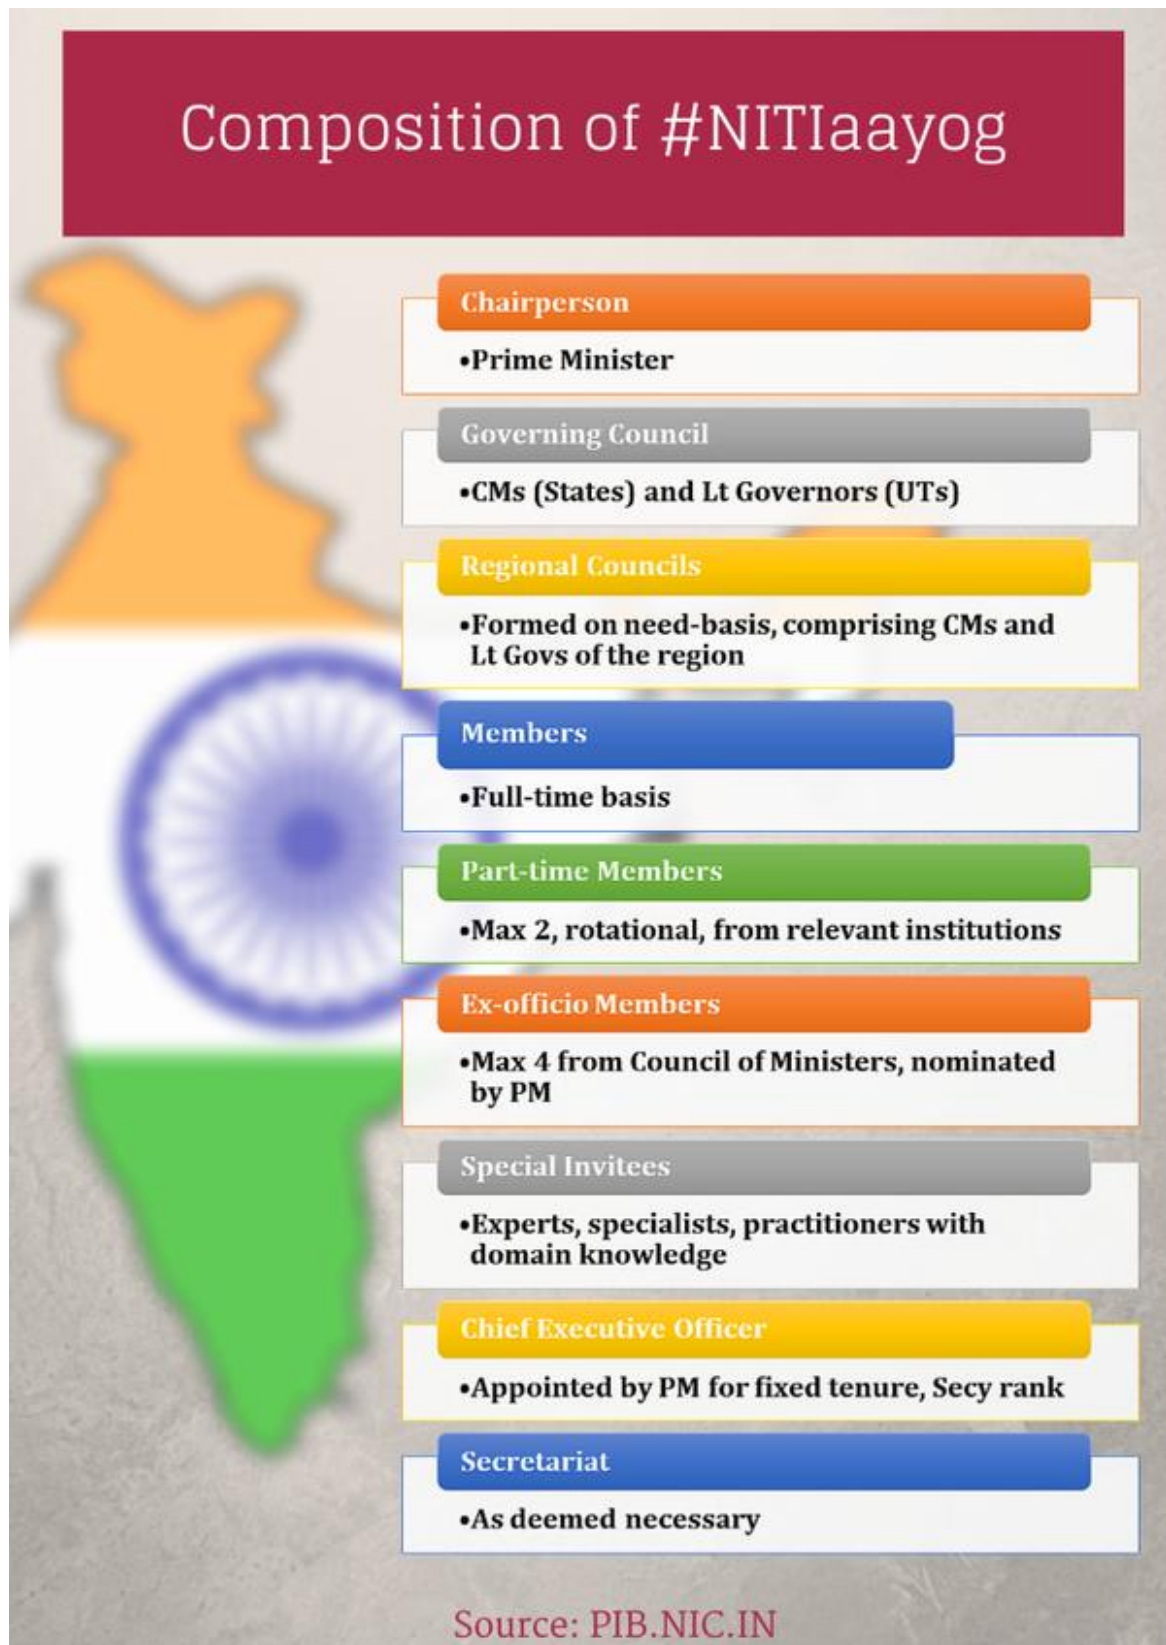 Composition of #NITIaayog
Chairperson
•Prime Minister
Governing Council
•CMs (States) and Lt Governors (UTs)
Regional Councils
•Formed on need-basis, comprising CMs and
Lt Govs of the region
Members
•Full-time basis
Part-time Members
•Max 2, rotational, from relevant institutions
Ex-officio Members
•Max 4 from Council of Ministers, nominated
by PM
Special Invitees
•Experts, specialists, practitioners with
domain knowledge
Chief Executive Officer
•Appointed by PM for fixed tenure, Secy rank
Secretariat
•As deemed necessary
Source: PIB.NIC.IN